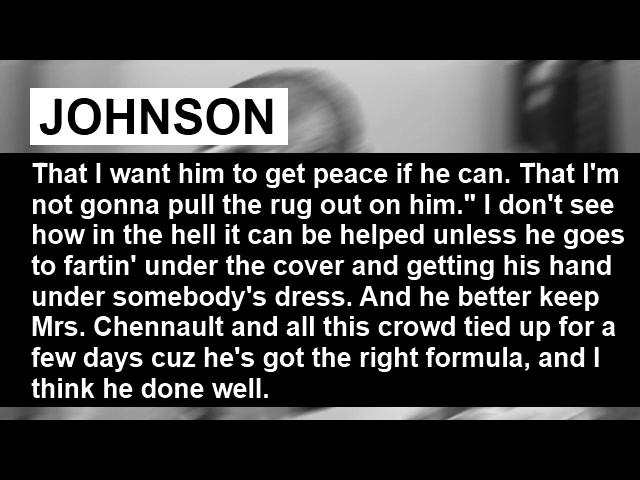 JOHNSON
That I want him to get peace if he can. That I'm
not gonna pull the rug out on him." I don't see
how in the hell it can be helped unless he goes
to fartin' under the cover and getting his hand
under somebody's dress. And he better keep
Mrs. Chennault and all this crowd tied up for a
few days cuz he's got the right formula, and I
think he done well.